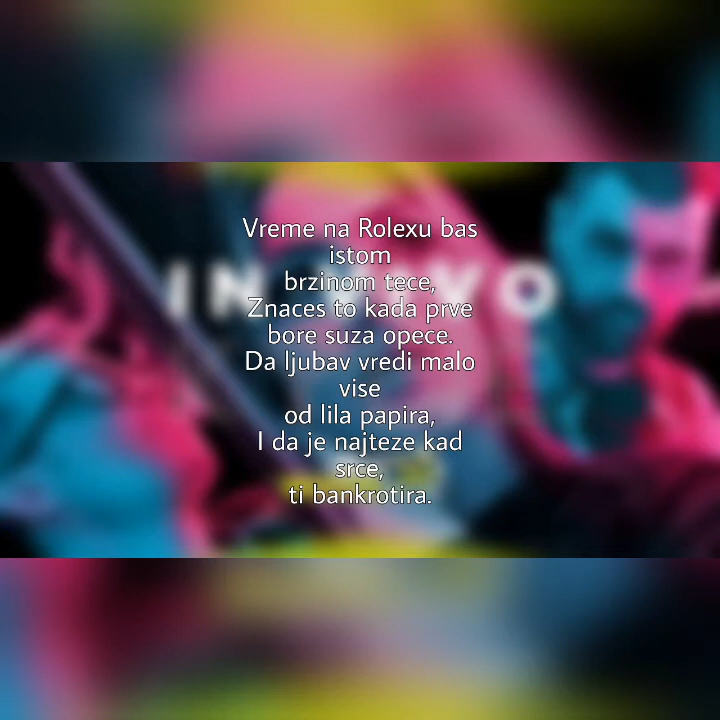 Vreme na Rolexu bas
istom
brzinom tece,
Znaces to kada prve
bore suza opece.
Da ljubav vredi malo
vise
od lila papira,
I da je najteze kad
srce,
ti bankrotira.